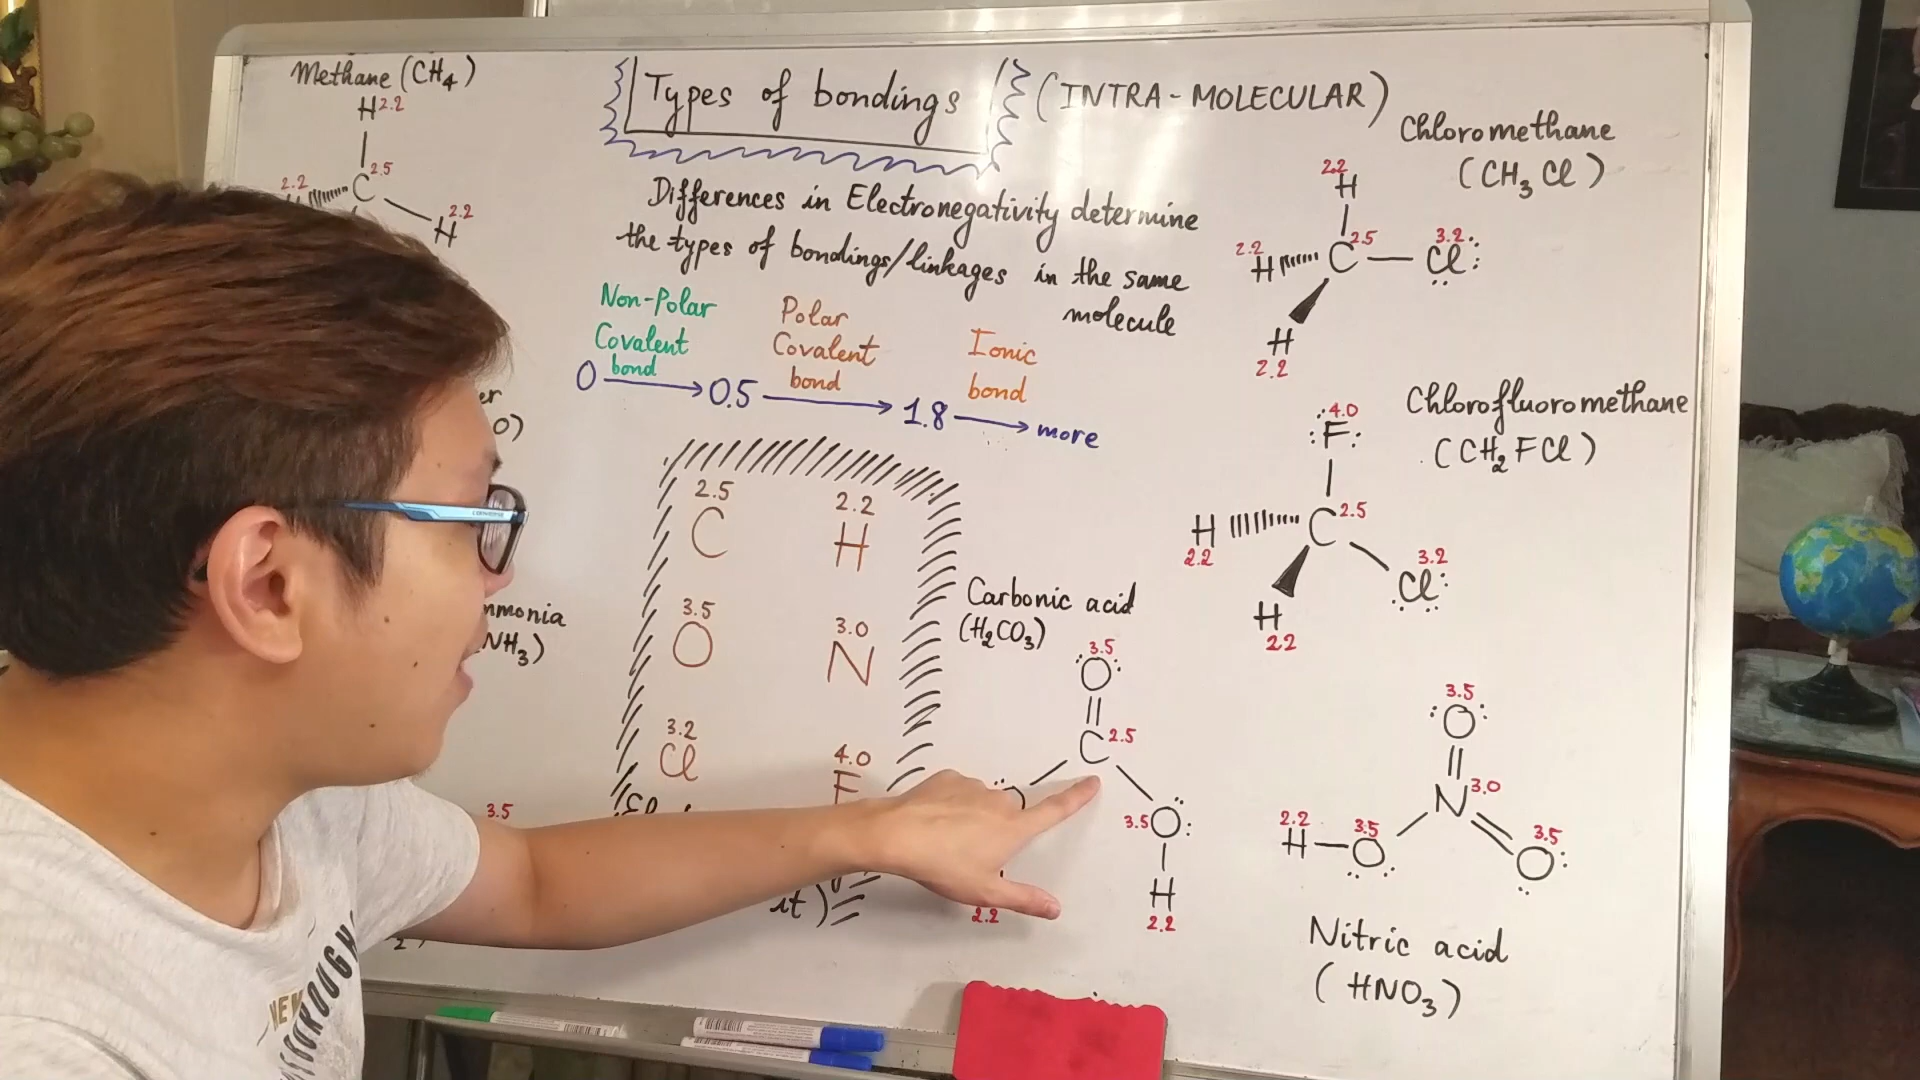 Methane (CH4)
H 2.2
2.5
2.2 C
2.2
H
Types of bondings (INTRA-MOLECULAR)
Differences in Electronegativity determine
the types of bondings/linkages in the same
molecule
Non-Polar
Covalent
bond
Polar
Covalent
bond
Ionic
bond
0 → 0.5 → 1.8 → more
2.5
C
2.2
H
3.5
O
3.0
N
3.2
Cl
4.0
F
it)
3.5
NH3)
Carbonic acid
(H2CO3)
3.5
O
C 2.5
3.5 O
H
2.2
2.2
Chloromethane
(CH3Cl)
2.2
H
2.2 H C 2.5 Cl 3.2
H
2.2
Chlorofluoromethane
(CH2FCl)
4.0
F
H C 2.5
2.2
3.2
Cl
H
2.2
3.5
O
N 3.0
2.2 3.5 3.5
H O O
Nitric acid
(HNO3)
NEW